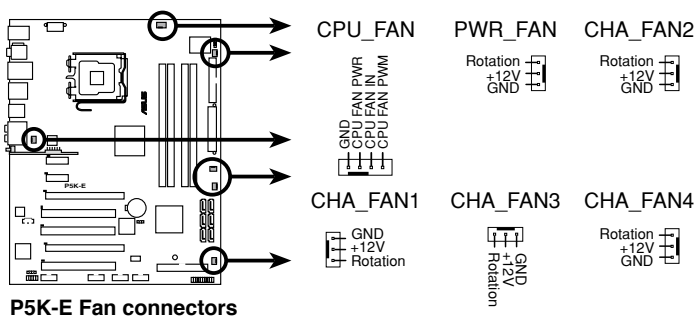 CPU_FAN
PWR_FAN
CHA_FAN2
GND
CPU FAN PWR
CPU FAN IN
CPU FAN PWM
Rotation
+12V
GND
Rotation
+12V
GND
ASUS
P5K-E
CHA_FAN1
CHA_FAN3
CHA_FAN4
GND
+12V
Rotation
GND
+12V
Rotation
Rotation
+12V
GND
P5K-E Fan connectors